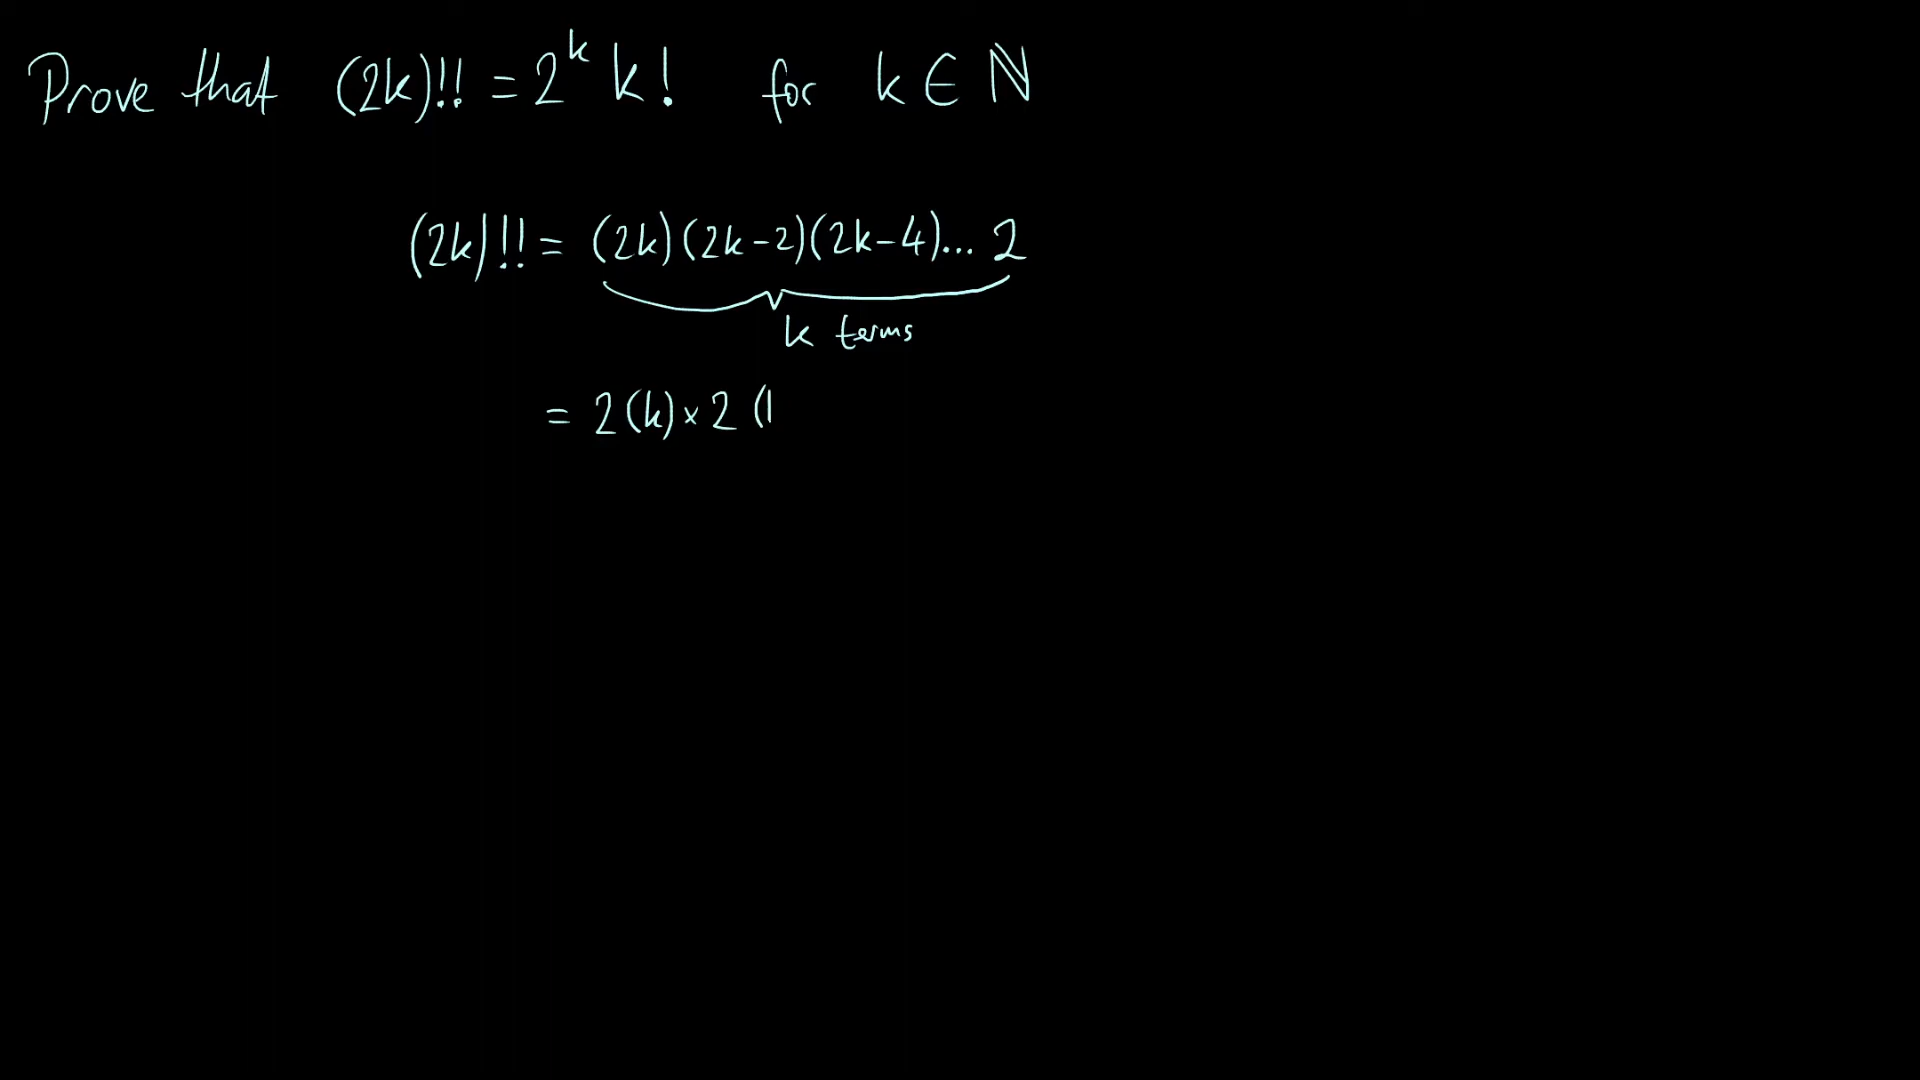 Prove that (2k)!! = 2^k k! for k ∈ ℕ
(2k)!! = (2k)(2k-2)(2k-4)... 2
k terms
= 2(k) × 2(